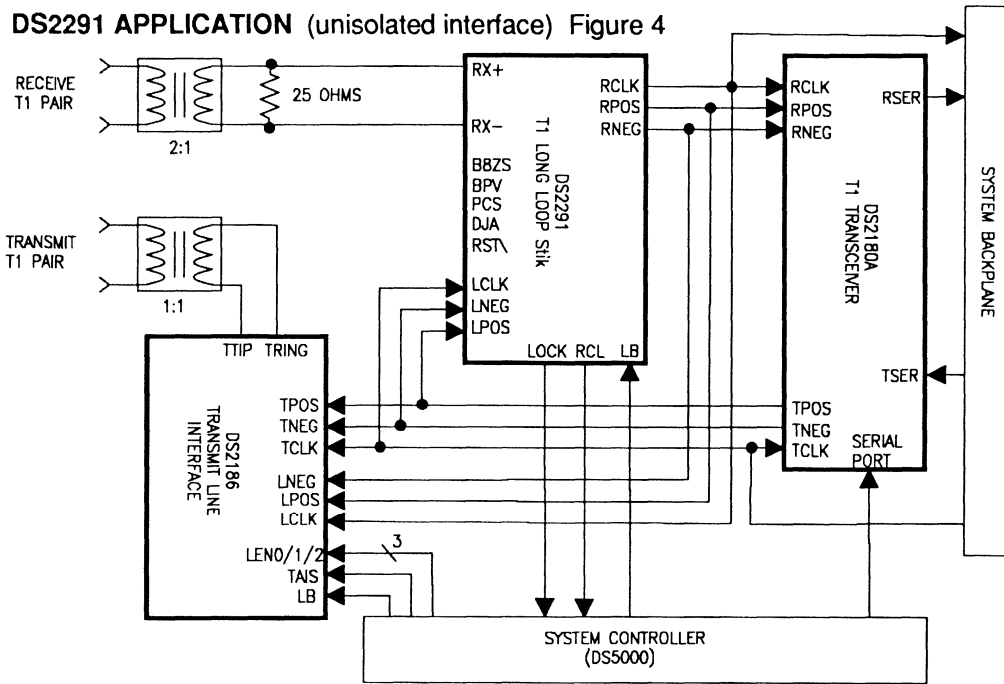 DS2291 APPLICATION (unisolated interface) Figure 4
RECEIVE
T1 PAIR
2:1
25 OHMS
TRANSMIT
T1 PAIR
1:1
RX+
RX-
B8ZS
BPV
PCS
DJA
RST\
LCLK
LNEG
LPOS
RCLK
RPOS
RNEG
DS2291
T1 LONG LOOP Stik
LOCK RCL LB
RCLK
RPOS
RNEG
RSER
DS2180A
T1 TRANSCEIVER
TSER
TPOS
TNEG
TCLK
SERIAL
PORT
SYSTEM BACKPLANE
TTIP TRING
DS2186
TRANSMIT LINE
INTERFACE
TPOS
TNEG
TCLK
LNEG
LPOS
LCLK
LEN0/1/2
3
TAIS
LB
SYSTEM CONTROLLER
(DS5000)